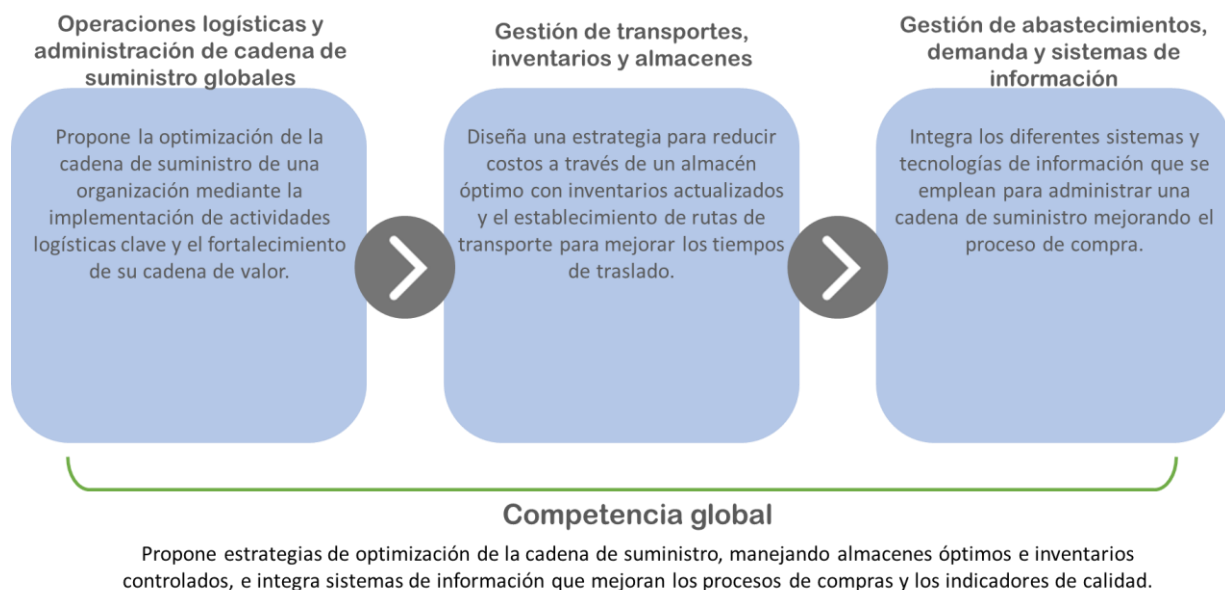 Operaciones logísticas y
administración de cadena de
suministro globales
Propone la optimización de la
cadena de suministro de una
organización mediante la
implementación de actividades
logísticas clave y el fortalecimiento
de su cadena de valor.
Gestión de transportes,
inventarios y almacenes
Diseña una estrategia para reducir
costos a través de un almacén
óptimo con inventarios actualizados
y el establecimiento de rutas de
transporte para mejorar los tiempos
de traslado.
Gestión de abastecimientos,
demanda y sistemas de
información
Integra los diferentes sistemas y
tecnologías de información que se
emplean para administrar una
cadena de suministro mejorando el
proceso de compra.
Competencia global
Propone estrategias de optimización de la cadena de suministro, manejando almacenes óptimos e inventarios
controlados, e integra sistemas de información que mejoran los procesos de compras y los indicadores de calidad.